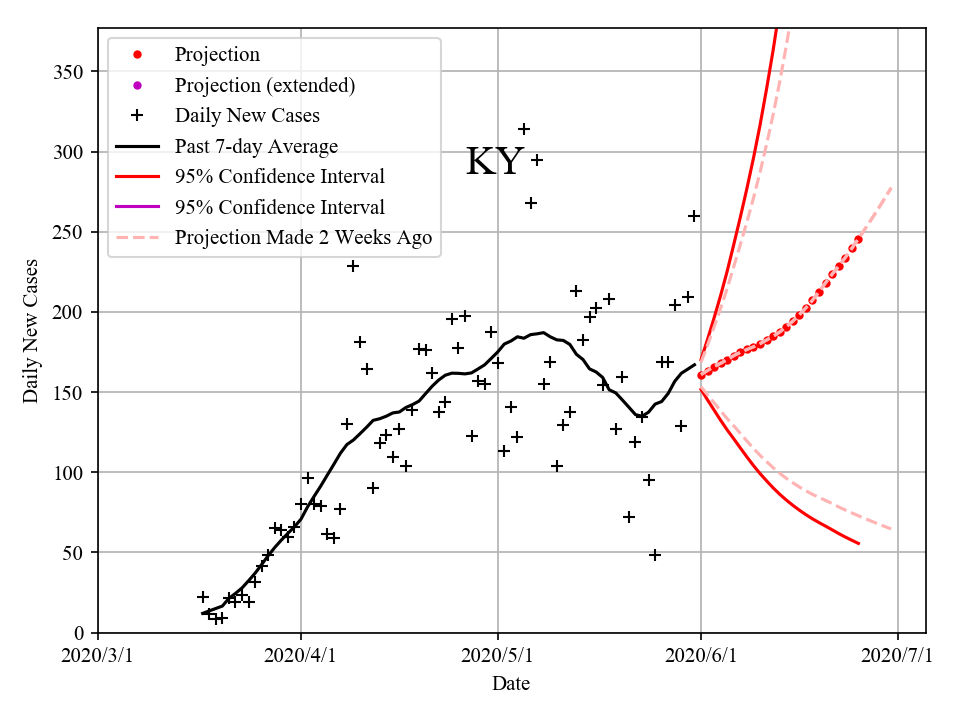 Projection
Projection (extended)
Daily New Cases
Past 7-day Average
95% Confidence Interval
95% Confidence Interval
Projection Made 2 Weeks Ago
KY
350
300
250
200
150
100
50
0
Daily New Cases
2020/3/1 2020/4/1 2020/5/1 2020/6/1 2020/7/1
Date